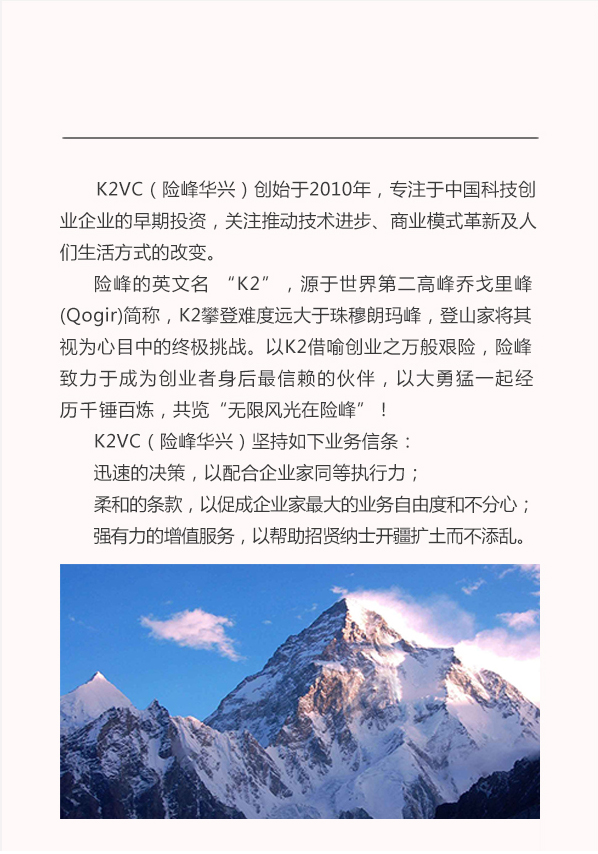 K2VC（险峰华兴）创始于2010年，专注于中国科技创
业企业的早期投资，关注推动技术进步、商业模式革新及人
们生活方式的改变。
险峰的英文名 “K2”，源于世界第二高峰乔戈里峰
(Qogir)简称，K2攀登难度远大于珠穆朗玛峰，登山家将其
视为心目中的终极挑战。以K2借喻创业之万般艰险，险峰
致力于成为创业者身后最信赖的伙伴，以大勇猛一起经
历千锤百炼，共览“无限风光在险峰”！
K2VC（险峰华兴）坚持如下业务信条：
迅速的决策，以配合企业家同等执行力；
柔和的条款，以促成企业家最大的业务自由度和不分心；
强有力的增值服务，以帮助招贤纳士开疆扩土而不添乱。